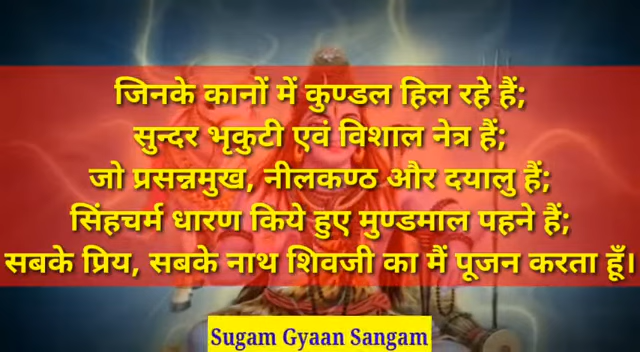 जिनके कानों में कुण्डल हिल रहे हैं;
सुन्दर भृकुटी एवं विशाल नेत्र हैं;
जो प्रसन्नमुख, नीलकण्ठ और दयालु हैं;
सिंहचर्म धारण किये हुए मुण्डमाल पहने हैं;
सबके प्रिय, सबके नाथ शिवजी का मैं पूजन करता हूँ।
Sugam Gyaan Sangam